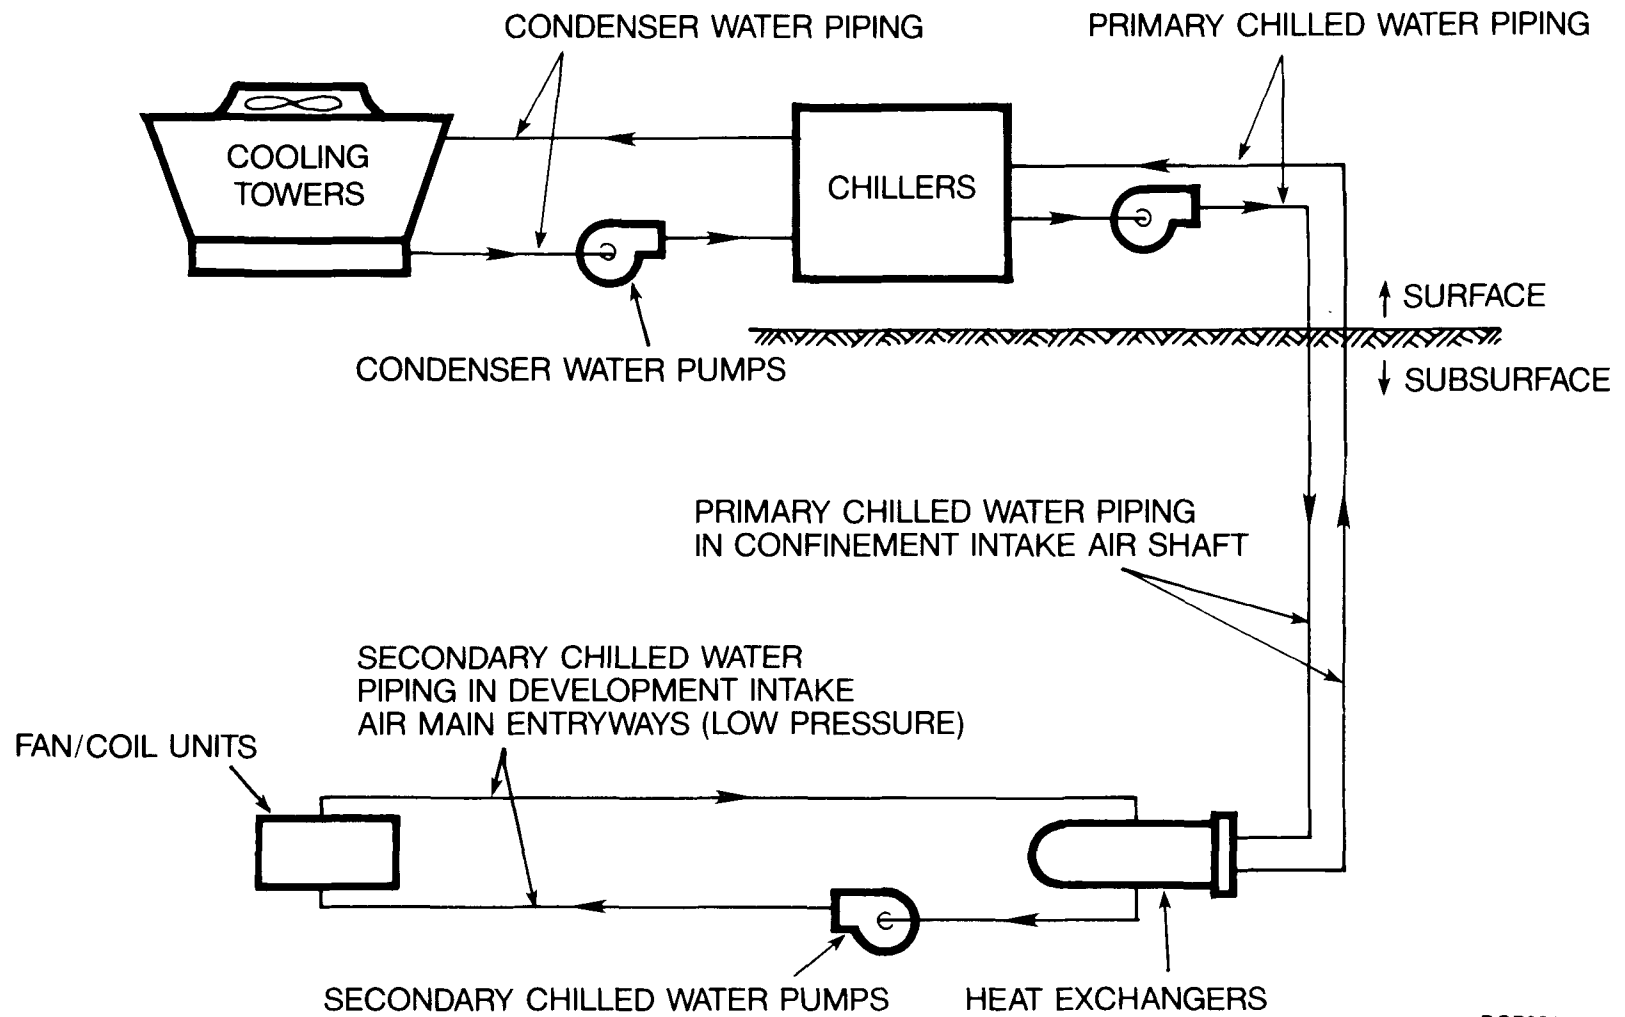 CONDENSER WATER PIPING
PRIMARY CHILLED WATER PIPING
COOLING
TOWERS
CHILLERS
SURFACE
CONDENSER WATER PUMPS
SUBSURFACE
PRIMARY CHILLED WATER PIPING
IN CONFINEMENT INTAKE AIR SHAFT
SECONDARY CHILLED WATER
PIPING IN DEVELOPMENT INTAKE
AIR MAIN ENTRYWAYS (LOW PRESSURE)
FAN/COIL UNITS
SECONDARY CHILLED WATER PUMPS
HEAT EXCHANGERS